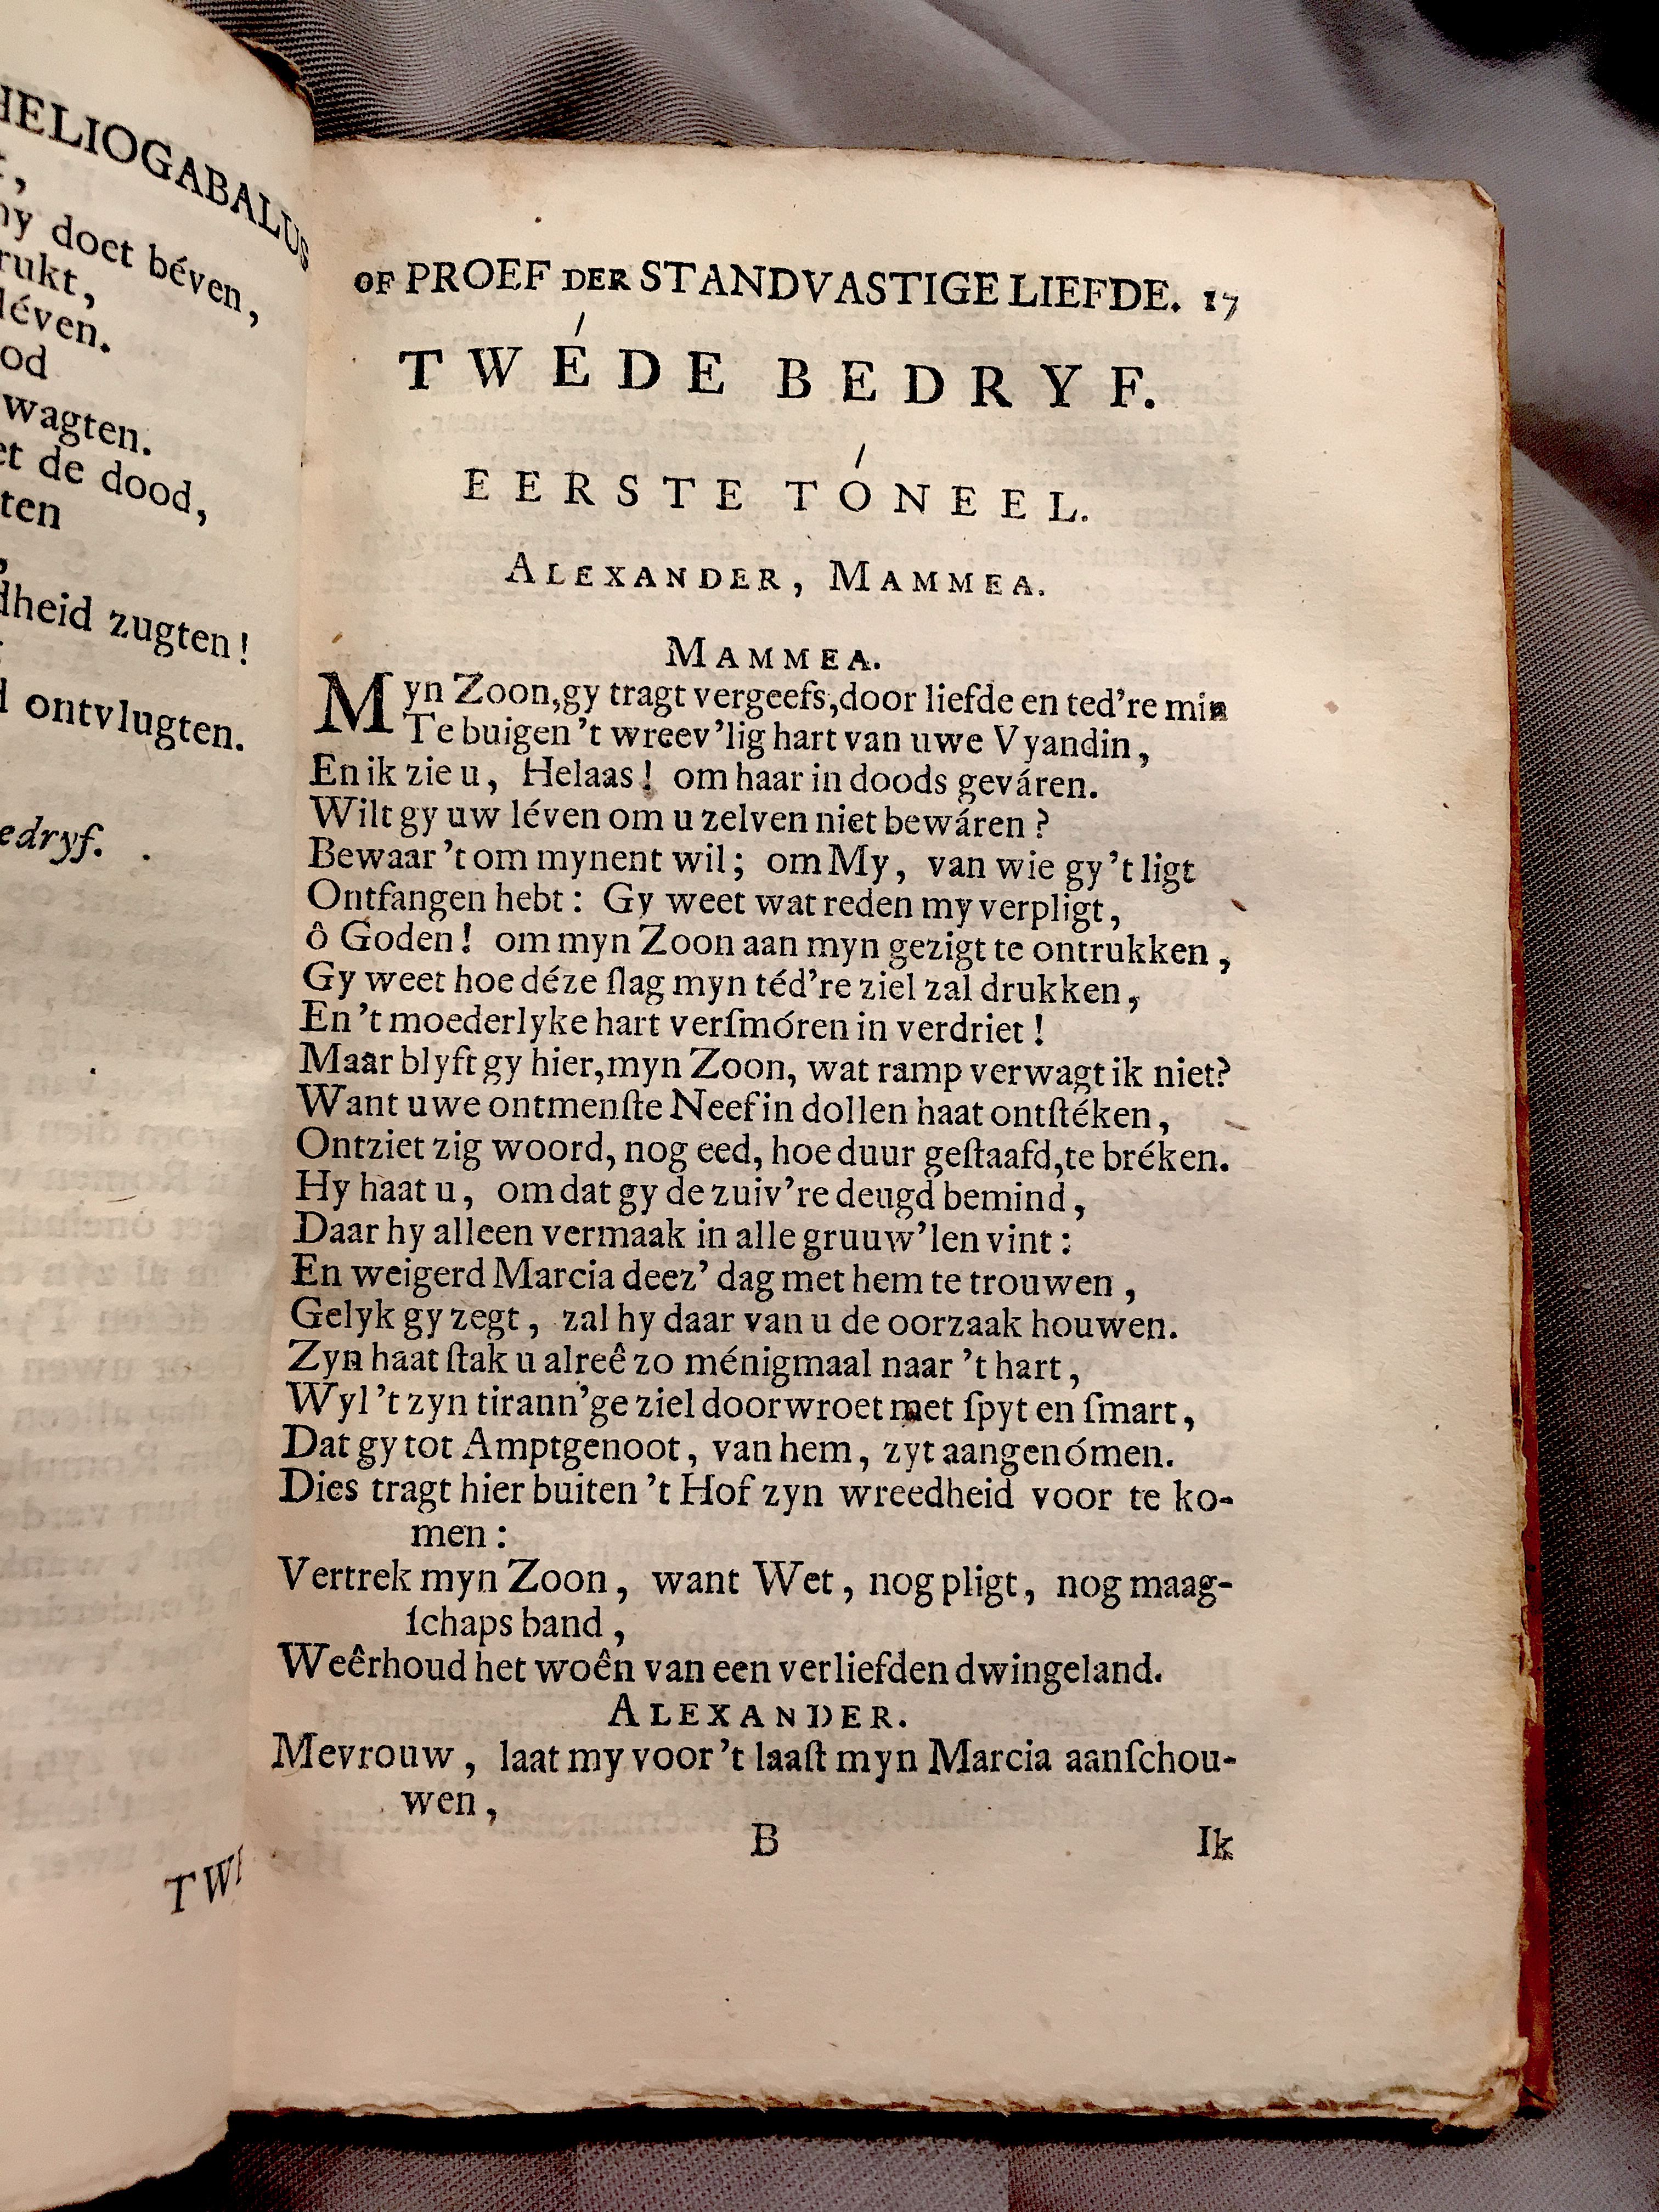 HELIOGABALUS
hy doet béven,
rukt,
léven.
wagten.
et de dood,
dheid zugten!
ontvlugten.
edryf.
OF PROEF DER STANDVASTIGE LIEFDE. 17
TWÉDE BEDRYF.
EERSTE TÓNEEL.
ALEXANDER, MAMMEA.
MAMMEA.
Myn Zoon, gy tragt vergeefs, door liefde en ted're min
Te buigen 't wreev'lig hart van uwe Vyandin,
En ik zie u, Helaas! om haar in doods geváren.
Wilt gy uw léven om u zelven niet bewáren?
Bewaar 't om mynent wil; om My, van wie gy 't ligt
Ontfangen hebt: Gy weet wat reden my verpligt,
ô Goden! om myn Zoon aan myn gezigt te ontrukken,
Gy weet hoe déze ſlag myn téd're ziel zal drukken,
En 't moederlyke hart verſmóren in verdriet!
Maar blyft gy hier, myn Zoon, wat ramp verwagt ik niet?
Want uwe ontmenſte Neef in dollen haat ontſtéken,
Ontziet zig woord, nog eed, hoe duur geſtaafd, te bréken.
Hy haat u, om dat gy de zuiv're deugd bemind,
Daar hy alleen vermaak in alle gruuw'len vint:
En weigerd Marcia deez' dag met hem te trouwen,
Gelyk gy zegt, zal hy daar van u de oorzaak houwen.
Zyn haat ſtak u alreê zo ménigmaal naar 't hart,
Wyl 't zyn tirann'ge ziel doorwroet met ſpyt en ſmart,
Dat gy tot Amptgenoot, van hem, zyt aangenómen.
Dies tragt hier buiten 't Hof zyn wreedheid voor te ko-
men:
Vertrek myn Zoon, want Wet, nog pligt, nog maag-
ſchaps band,
Weêrhoud het woên van een verliefden dwingeland.
ALEXANDER.
Mevrouw, laat my voor 't laaſt myn Marcia aanſchou-
wen,
B Ik